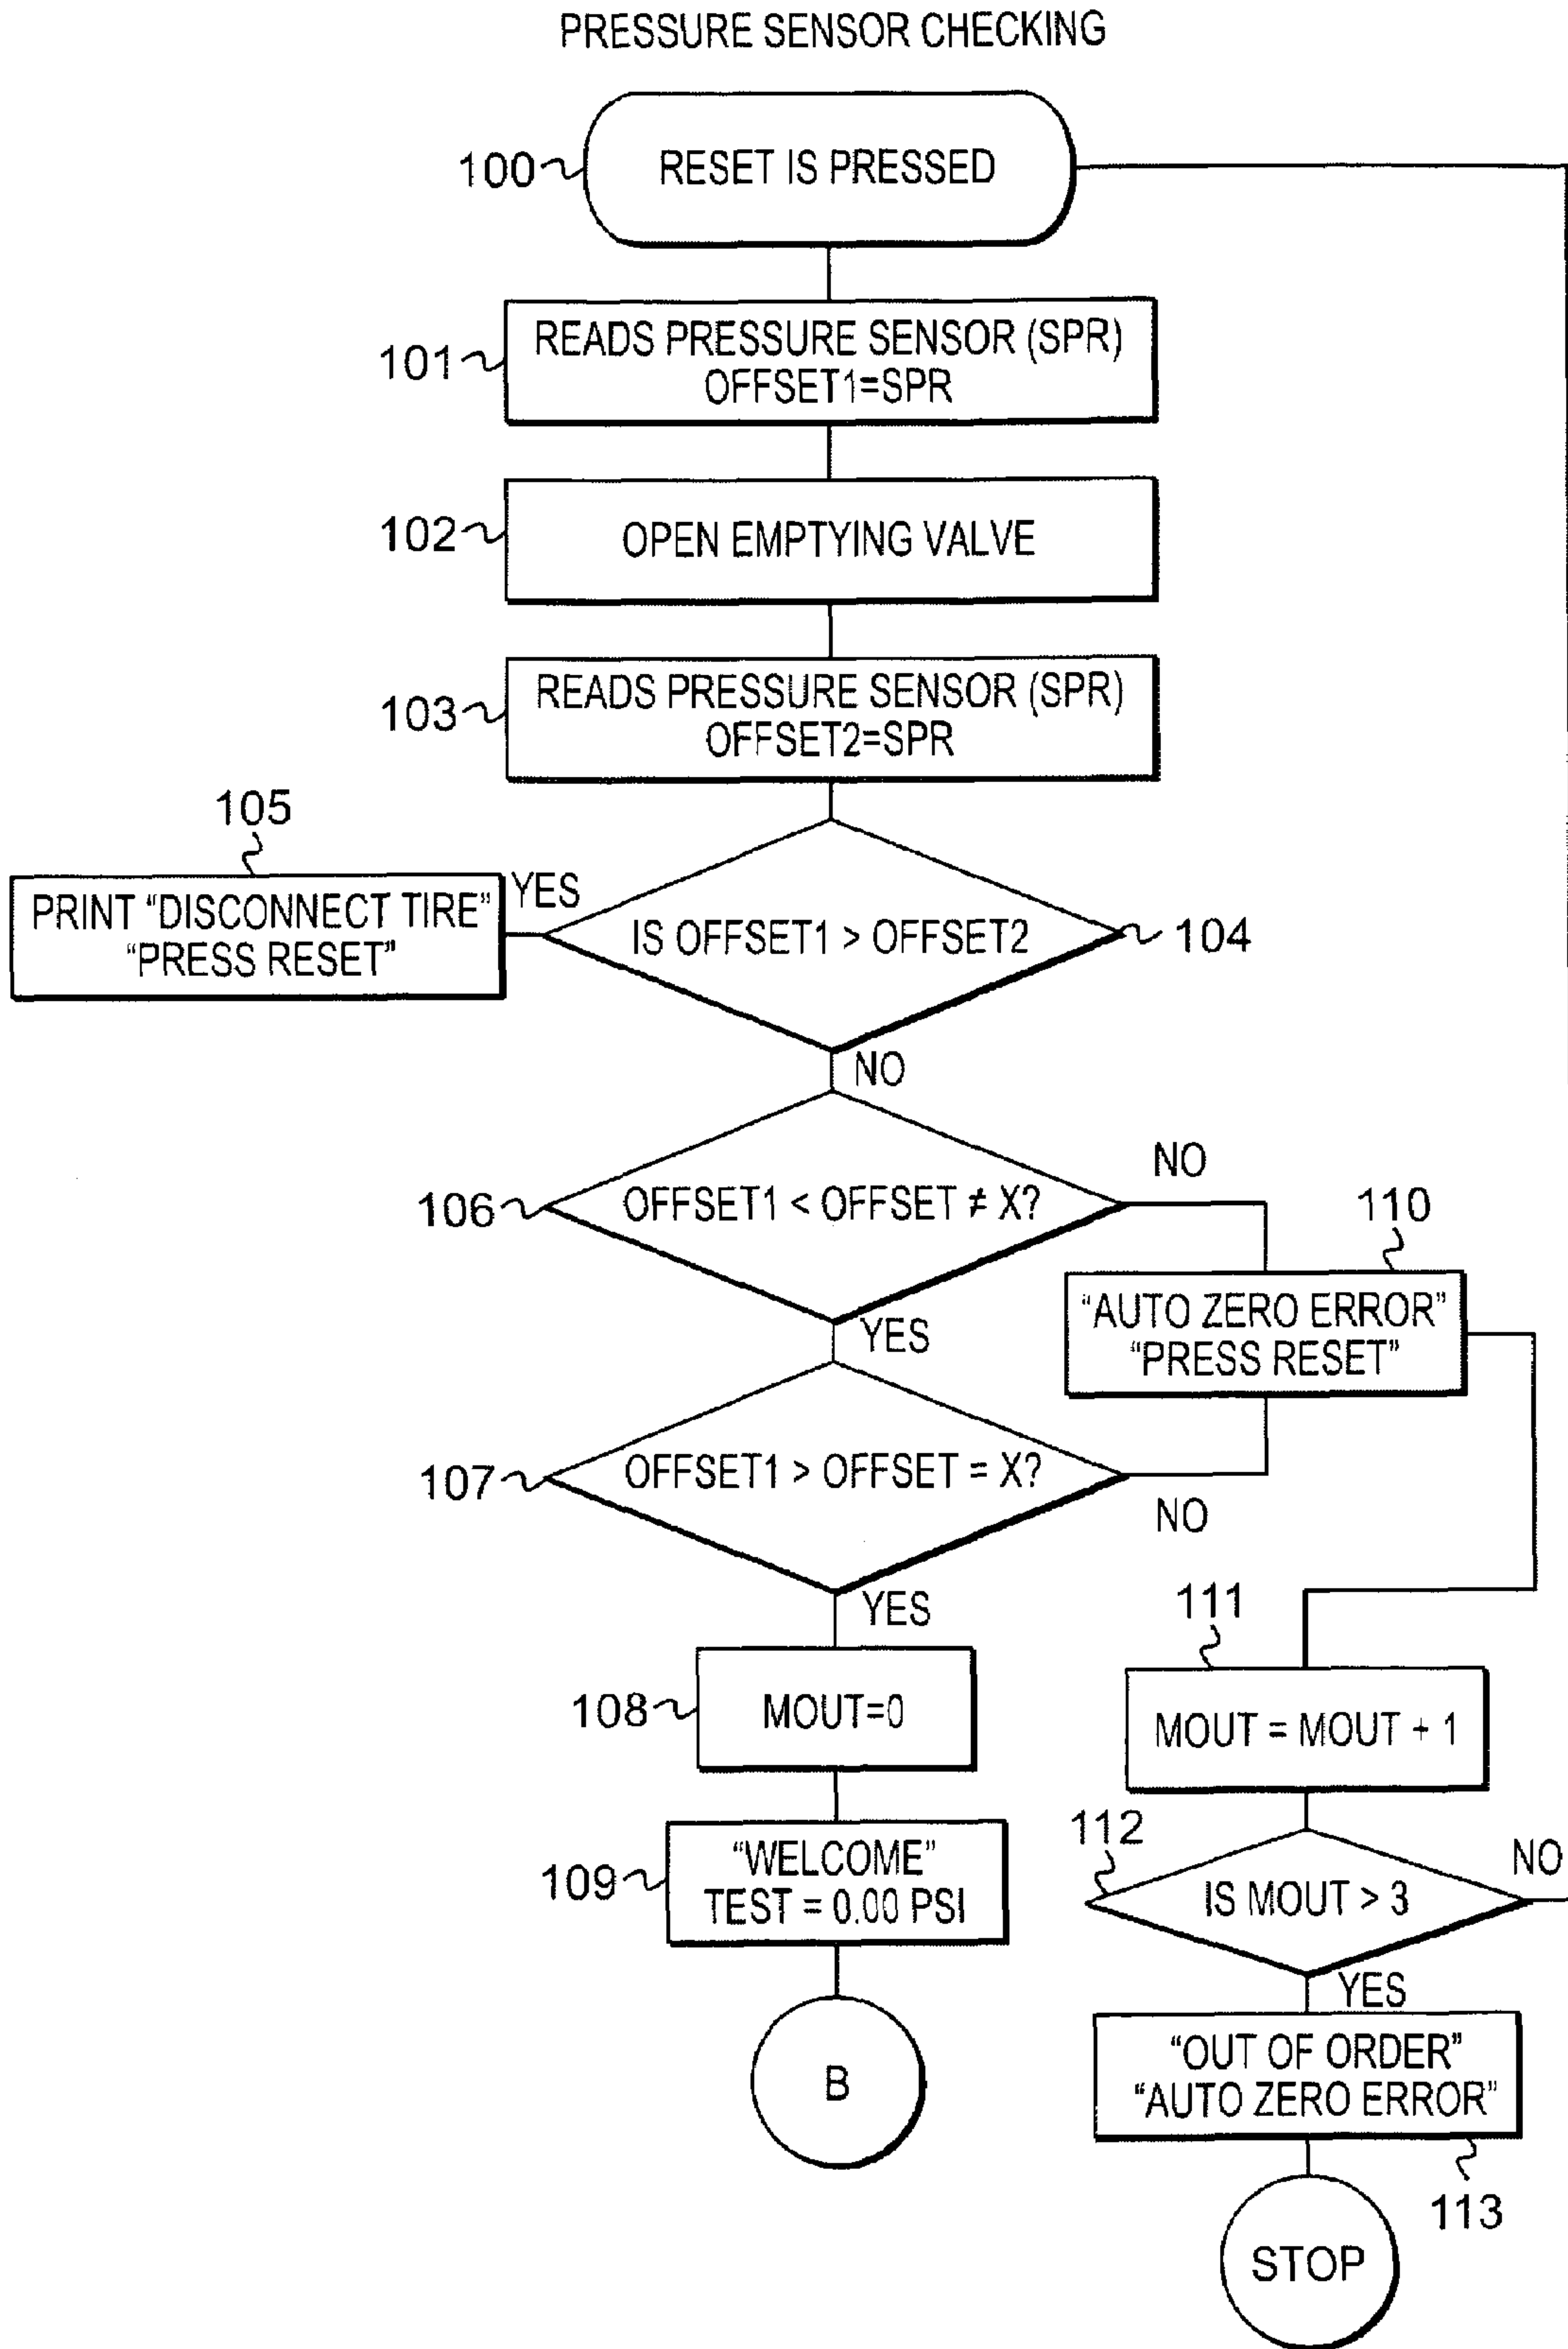 PRESSURE SENSOR CHECKING
100
RESET IS PRESSED
101
READS PRESSURE SENSOR (SPR)
OFFSET1=SPR
102
OPEN EMPTYING VALVE
103
READS PRESSURE SENSOR (SPR)
OFFSET2=SPR
105
PRINT “DISCONNECT TIRE”
“PRESS RESET”
YES
IS OFFSET1 > OFFSET2
104
NO
106
OFFSET1 < OFFSET ≠ X?
NO
YES
110
“AUTO ZERO ERROR”
“PRESS RESET”
107
OFFSET1 > OFFSET = X?
NO
YES
108
MOUT=0
111
MOUT = MOUT + 1
109
“WELCOME”
TEST = 0.00 PSI
112
IS MOUT > 3
NO
YES
B
“OUT OF ORDER”
“AUTO ZERO ERROR”
113
STOP